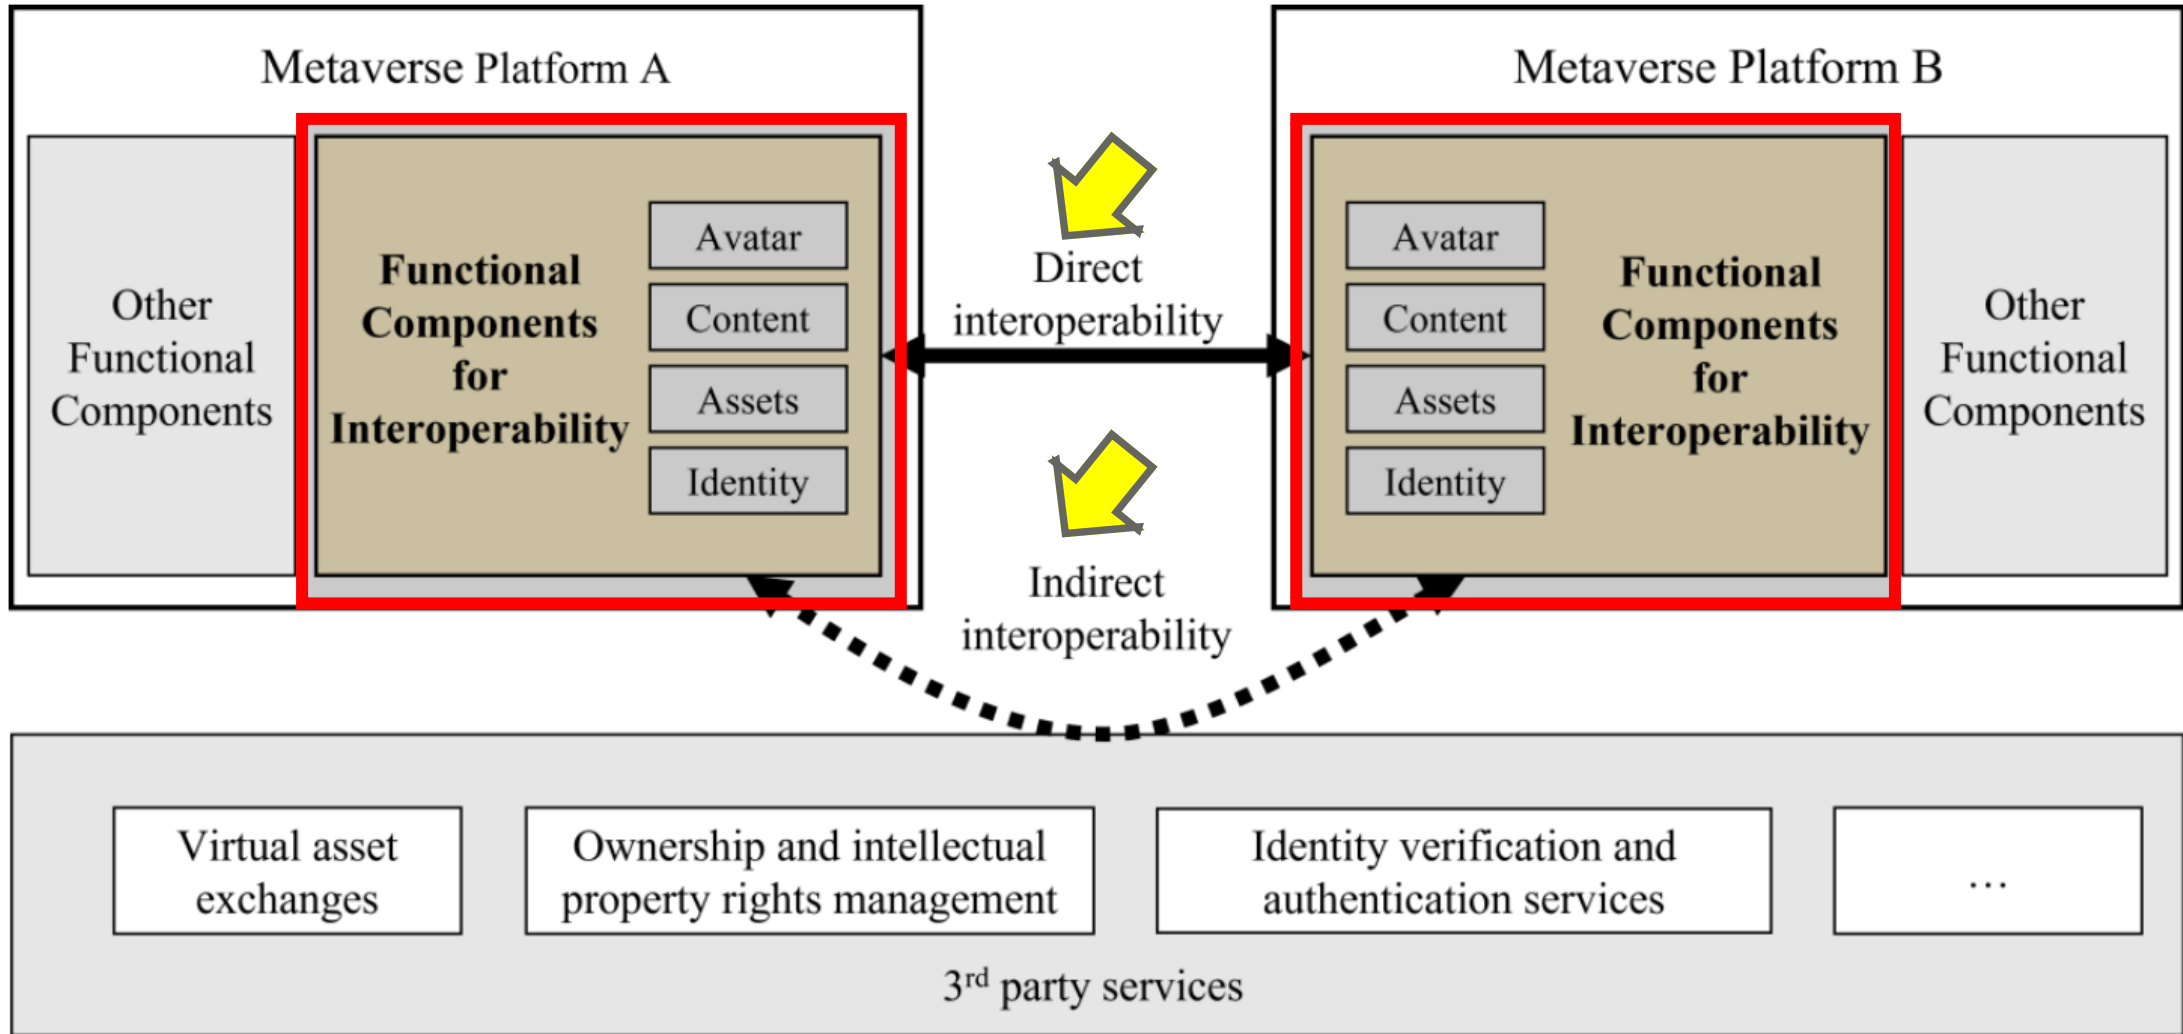 Metaverse Platform A
Other
Functional
Components
Functional
Components
for
Interoperability
Avatar
Content
Assets
Identity
Direct
interoperability
Indirect
interoperability
Metaverse Platform B
Avatar
Content
Assets
Identity
Functional
Components
for
Interoperability
Other
Functional
Components
Virtual asset
exchanges
Ownership and intellectual
property rights management
Identity verification and
authentication services
…
3rd party services